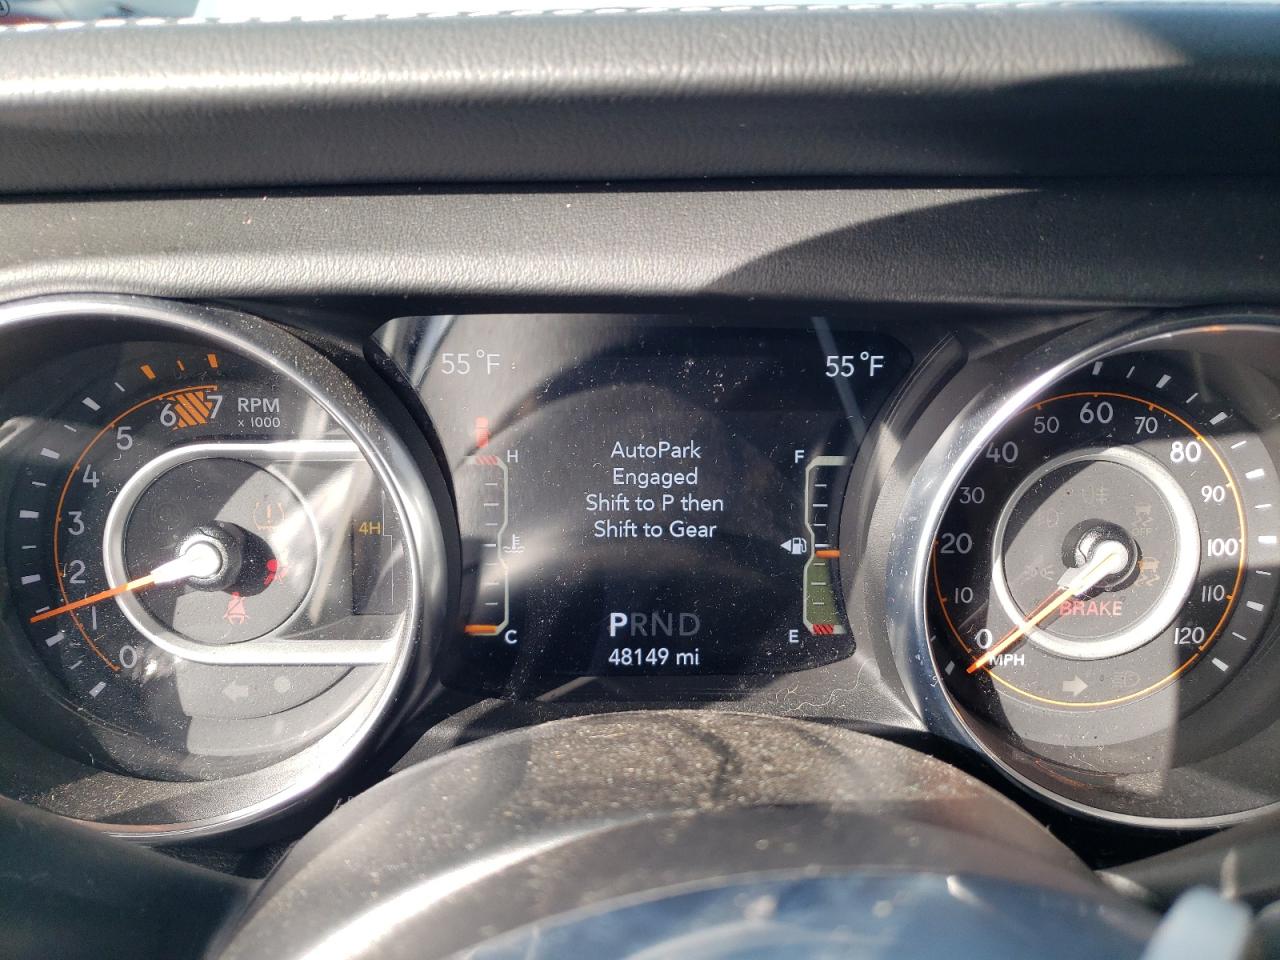 55°F
55°F
RPM
x 1000
0
1
2
3
4
5
6
7
4H
H
C
AutoPark
Engaged
Shift to P then
Shift to Gear
PRND
48149 mi
F
E
0
10
20
30
40
50
60
70
80
90
100
110
120
MPH
BRAKE